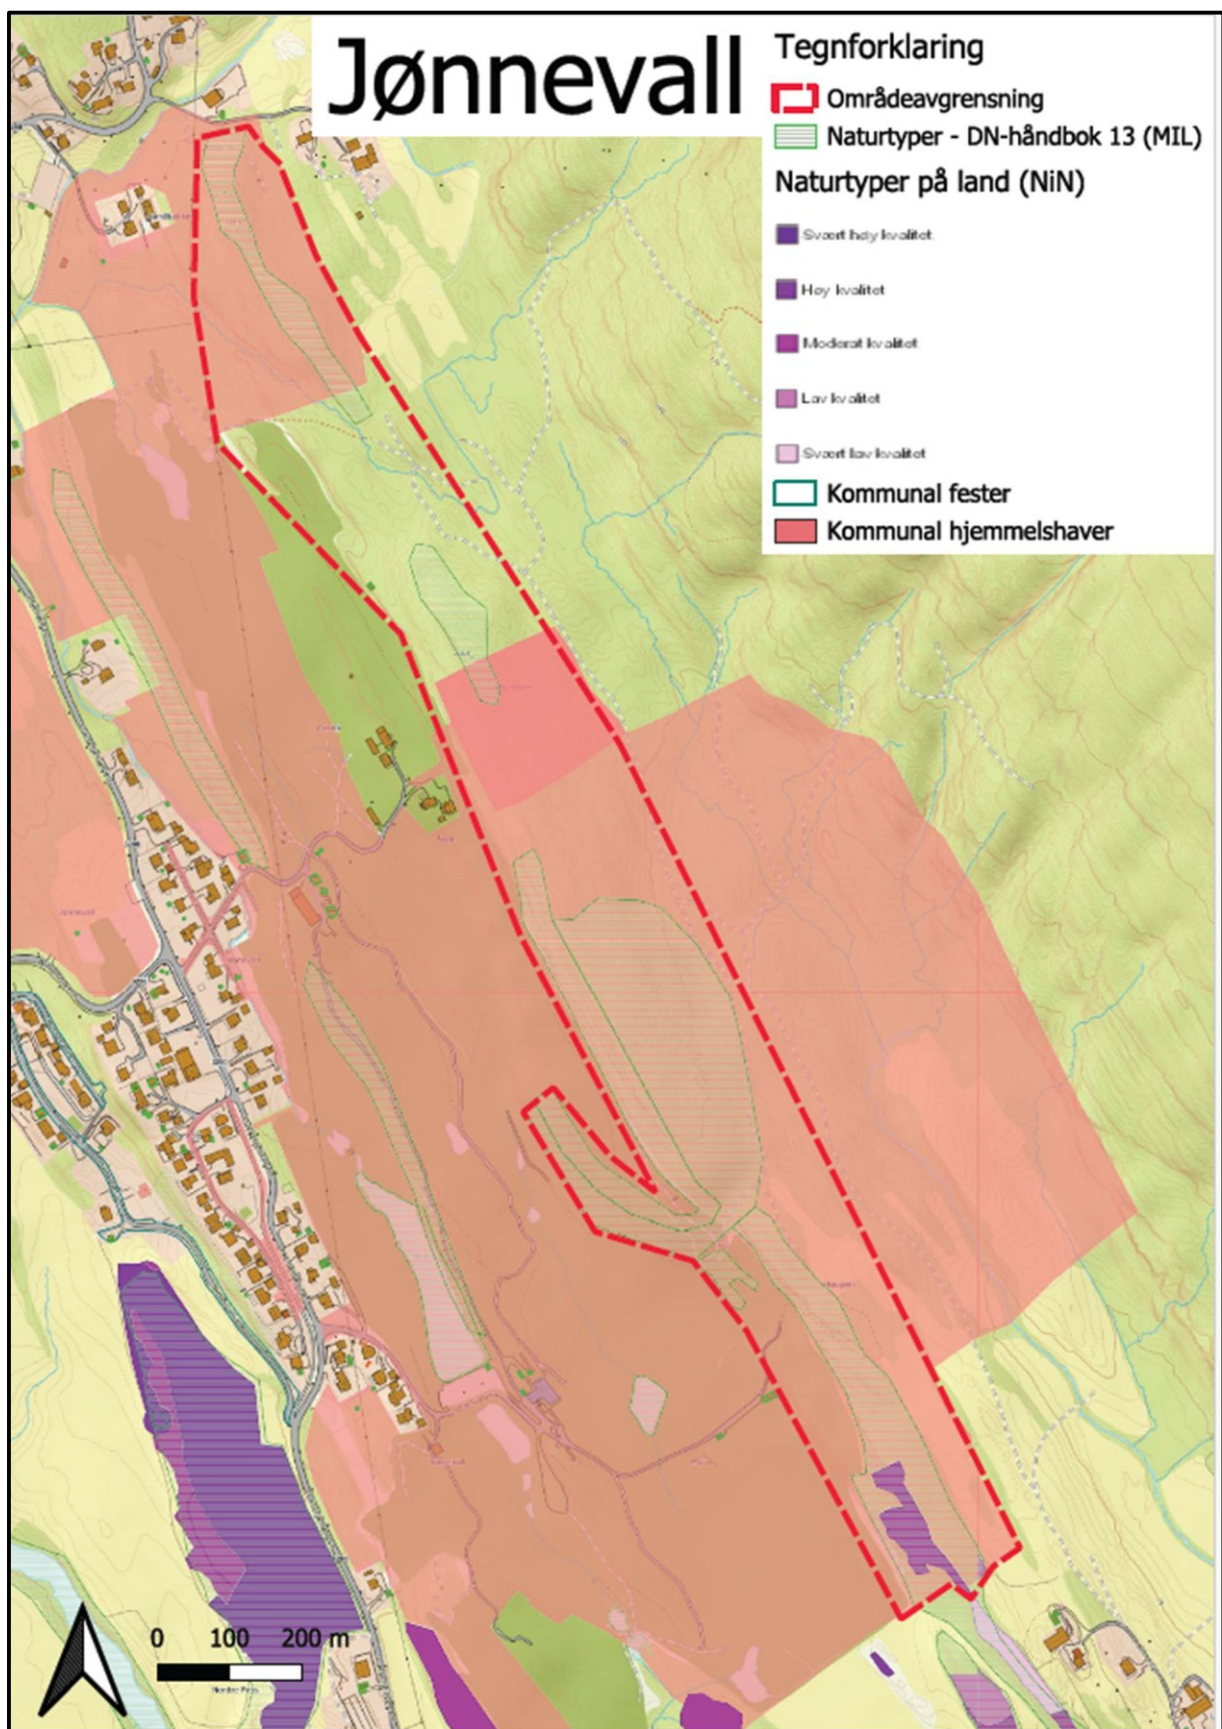 Jønnevall
Tegnforklaring
Områdeavgrensning
Naturtyper - DN-håndbok 13 (MIL)
Naturtyper på land (NiN)
Svært høy kvalitet
Høy kvalitet
Moderat kvalitet
Lav kvalitet
Svært lav kvalitet
Kommunal fester
Kommunal hjemmelshaver
Jønnevall
0 100 200 m